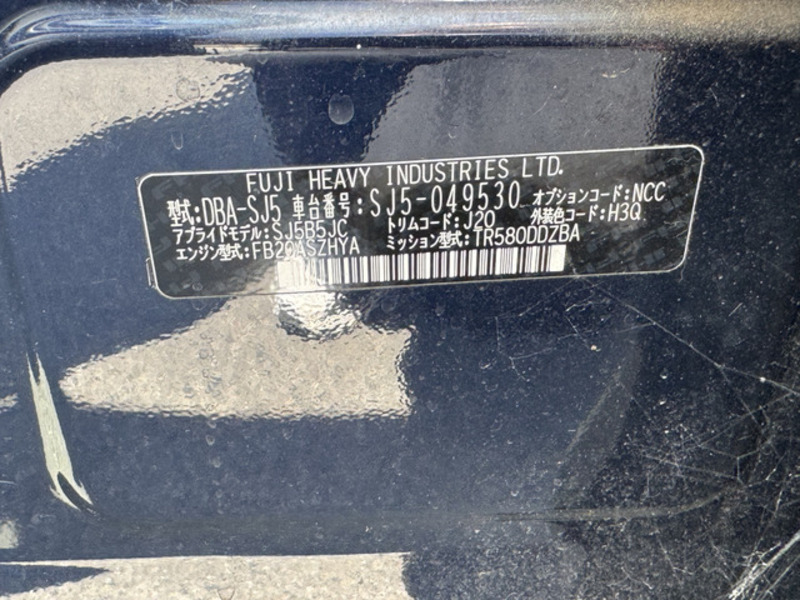 FUJI HEAVY INDUSTRIES LTD.
型式:DBA-SJ5 車台番号:SJ5-049530 オプションコード:NCC
アプライドモデル:SJ5B5JC トリムコード:J20 外装色コード:H3Q
エンジン型式:FB20ASZHYA ミッション型式:TR580DDZBA